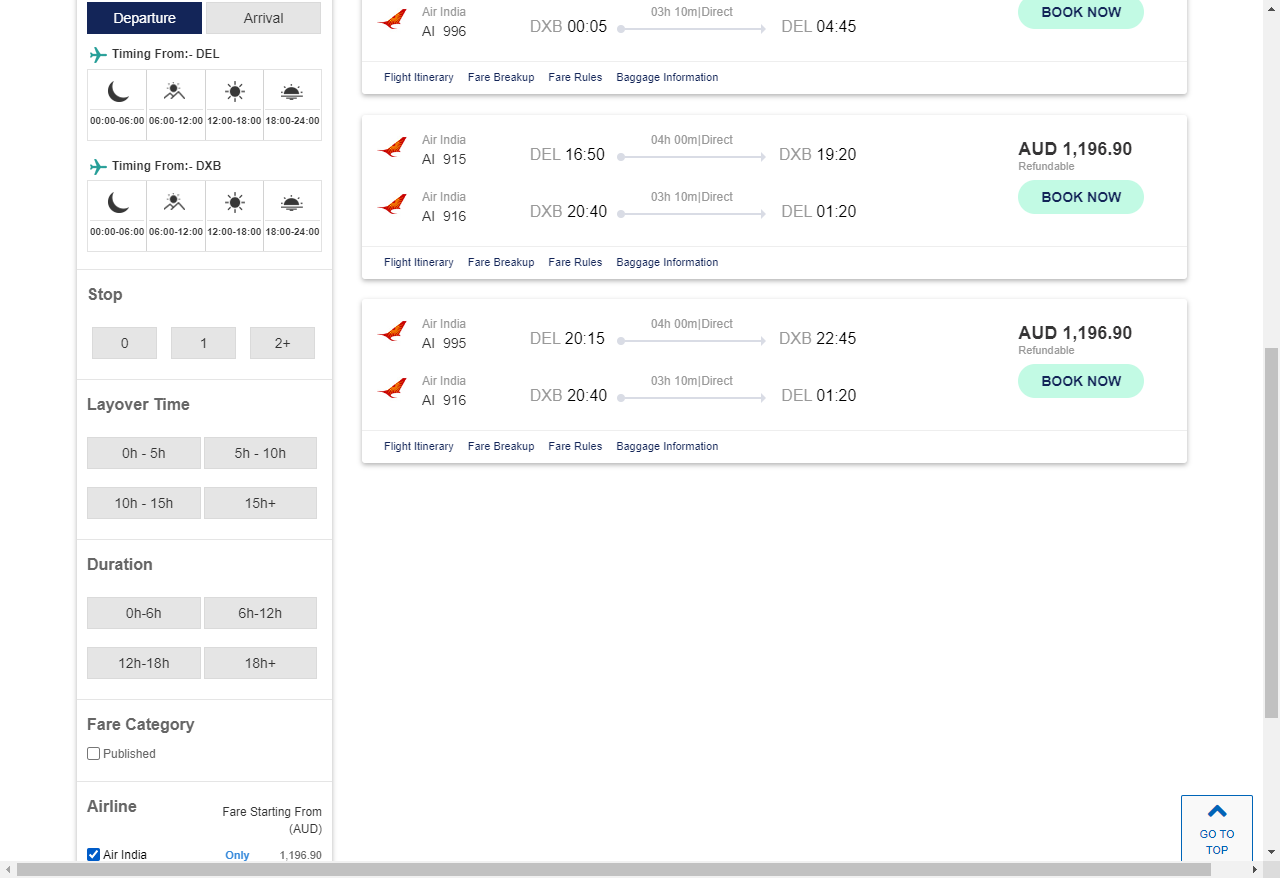 Departure
Arrival
Timing From:- DEL
00:00-06:00 06:00-12:00 12:00-18:00 18:00-24:00
Timing From:- DXB
00:00-06:00 06:00-12:00 12:00-18:00 18:00-24:00
Stop
0 1 2+
Layover Time
0h - 5h 5h - 10h
10h - 15h 15h+
Duration
0h-6h 6h-12h
12h-18h 18h+
Fare Category
Published
Airline
Fare Starting From
(AUD)
Air India Only 1,196.90
Air India
AI 996
DXB 00:05
03h 10m|Direct
DEL 04:45
BOOK NOW
Flight Itinerary Fare Breakup Fare Rules Baggage Information
Air India
AI 915
DEL 16:50
04h 00m|Direct
DXB 19:20
AUD 1,196.90
Refundable
BOOK NOW
Air India
AI 916
DXB 20:40
03h 10m|Direct
DEL 01:20
Flight Itinerary Fare Breakup Fare Rules Baggage Information
Air India
AI 995
DEL 20:15
04h 00m|Direct
DXB 22:45
AUD 1,196.90
Refundable
BOOK NOW
Air India
AI 916
DXB 20:40
03h 10m|Direct
DEL 01:20
Flight Itinerary Fare Breakup Fare Rules Baggage Information
GO TO
TOP